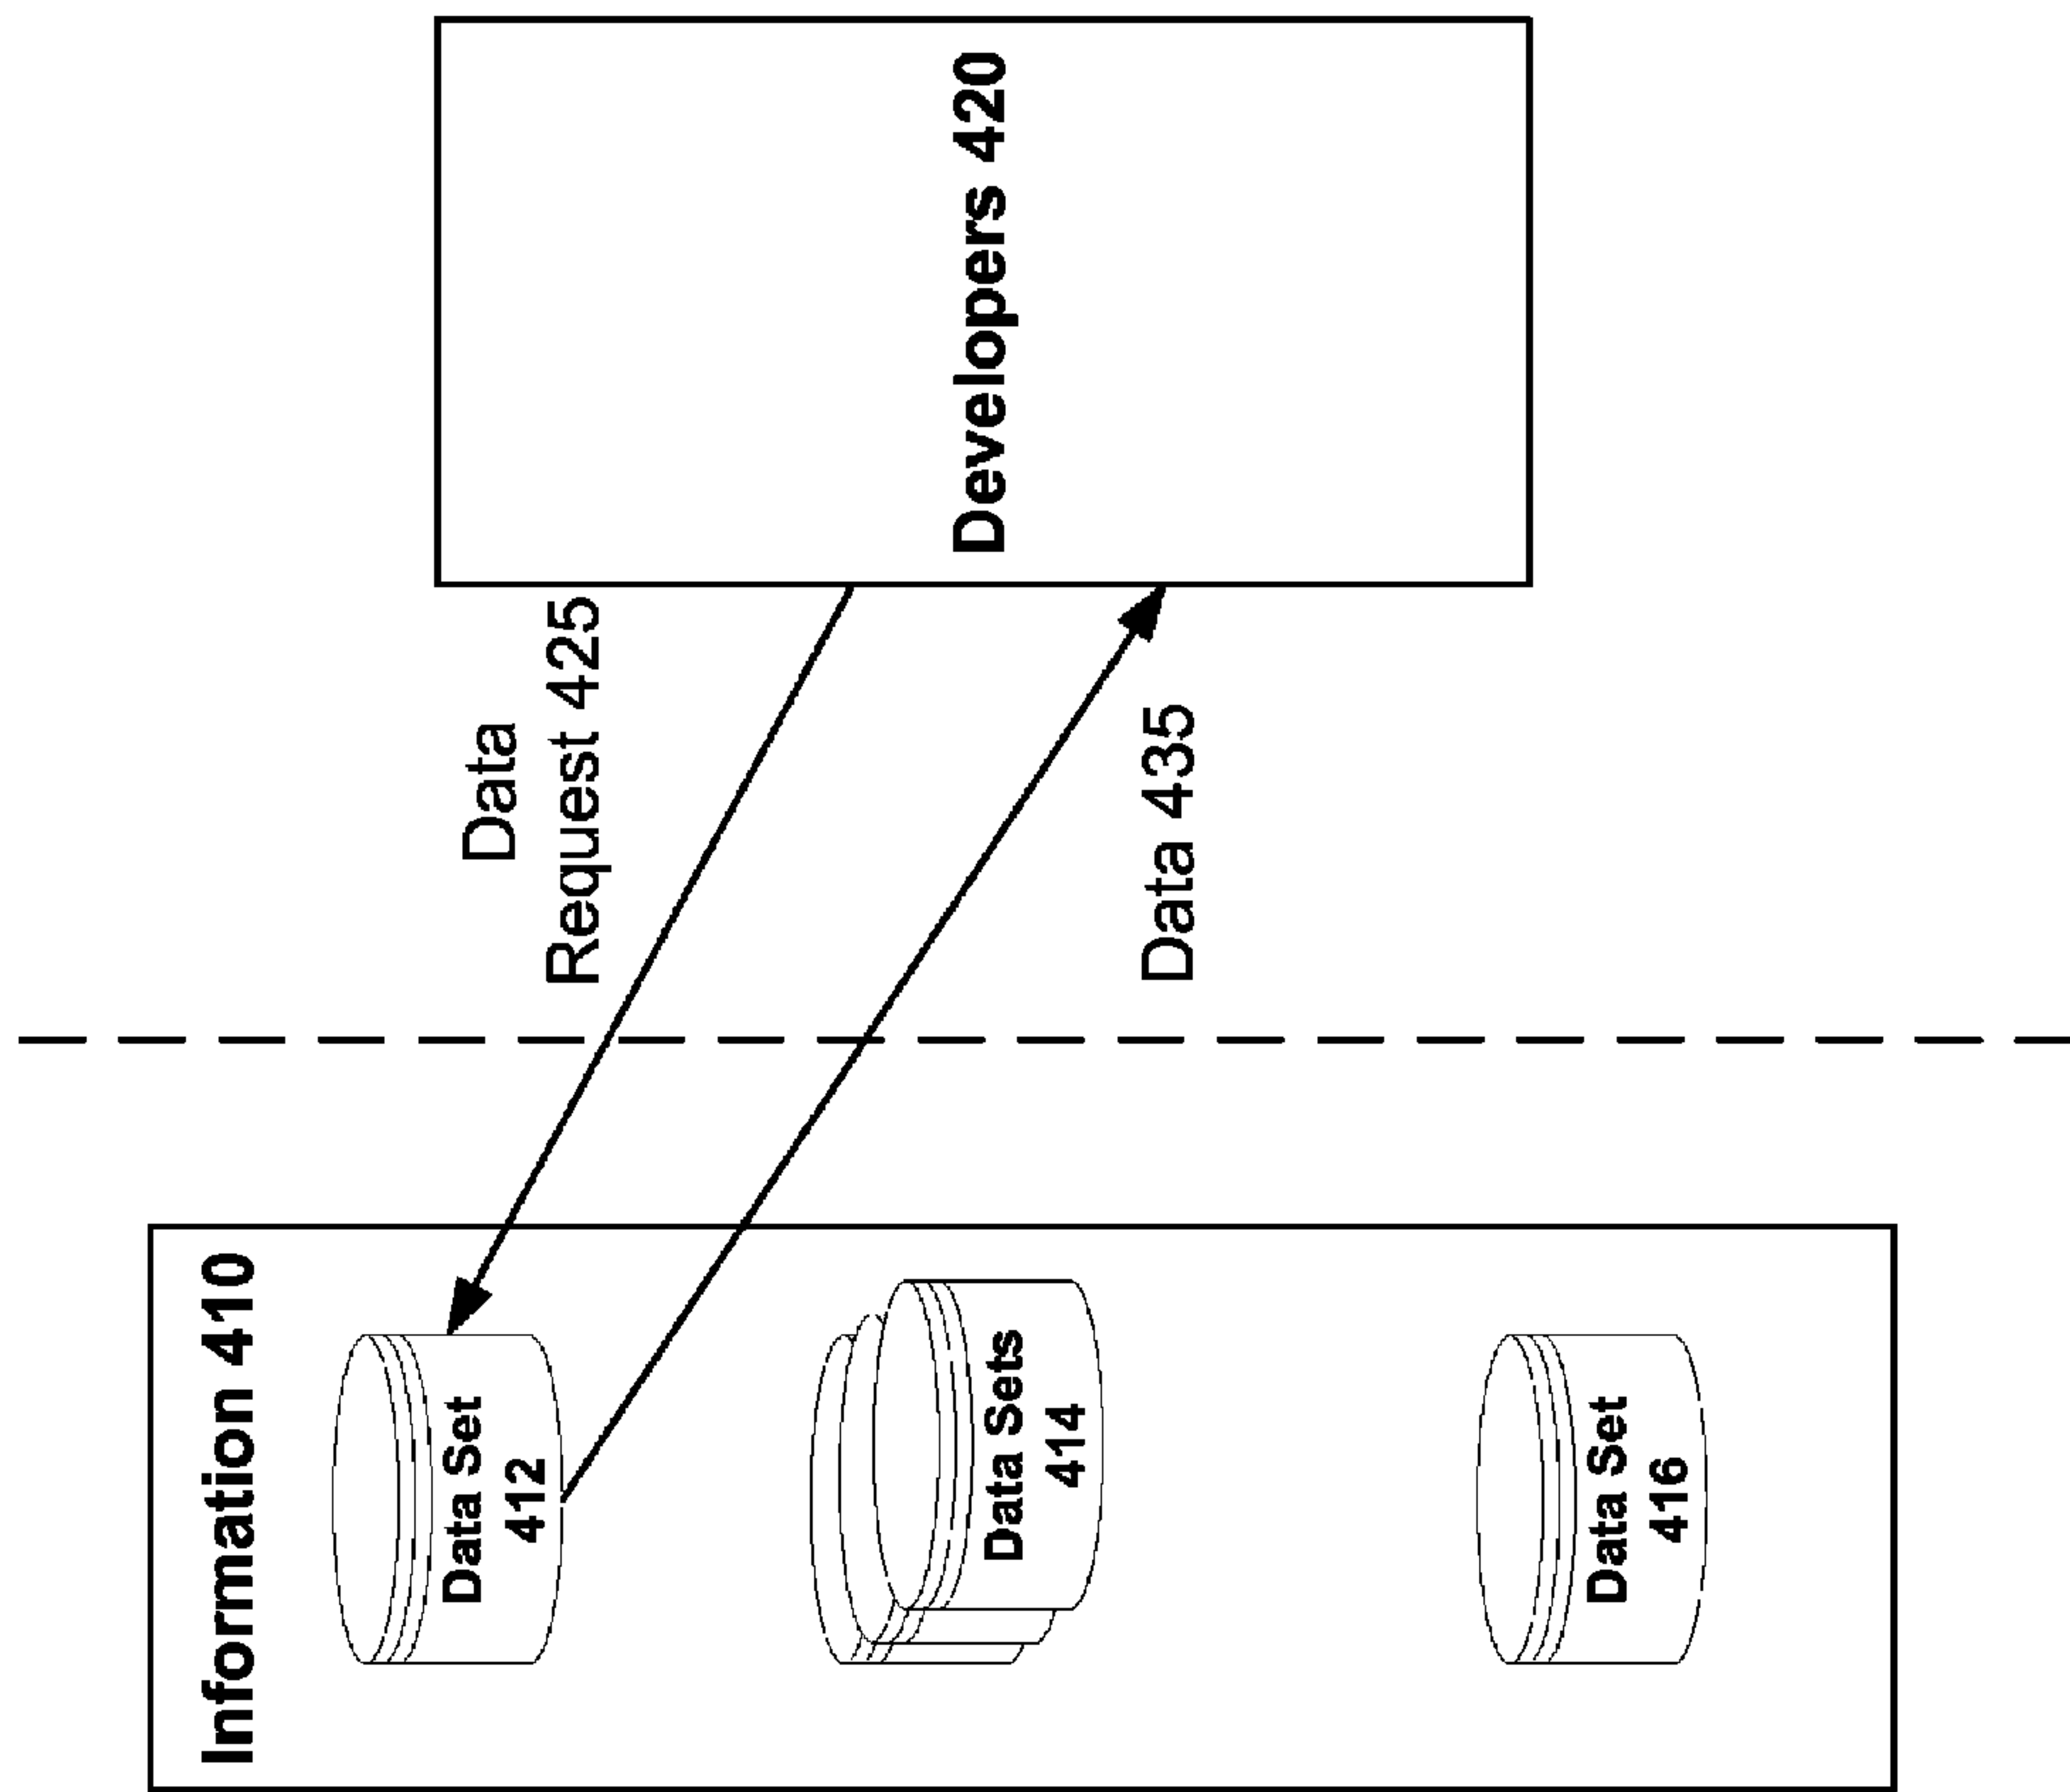 Information 410
Data Set
412
Data Sets
414
Data Set
416
Data
Request 425
Data 435
Developers 420